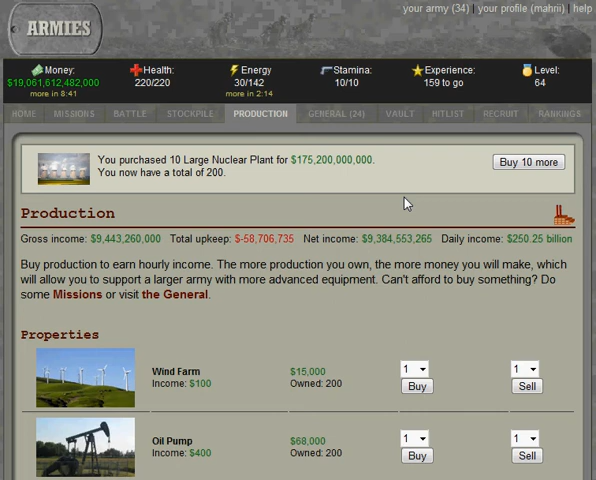 your army (34) | your profile (mahrii) | help
ARMIES
Money: Health: Energy Stamina: Experience: Level:
$19,061,612,482,000 220/220 30/142 10/10 159 to go 64
more in 8:41 more in 2:14
HOME MISSIONS BATTLE STOCKPILE PRODUCTION GENERAL (24) VAULT HITLIST RECRUIT RANKINGS
You purchased 10 Large Nuclear Plant for $175,200,000,000.
You now have a total of 200.
Buy 10 more
Production
Gross income: $9,443,260,000 Total upkeep: $-58,706,735 Net income: $9,384,553,265 Daily income: $250.25 billion
Buy production to earn hourly income. The more production you own, the more money you will make, which
will allow you to support a larger army with more advanced equipment. Can't afford to buy something? Do
some Missions or visit the General.
Properties
Wind Farm $15,000 1 1
Income: $100 Owned: 200 Buy Sell
Oil Pump $68,000 1 1
Income: $400 Owned: 200 Buy Sell